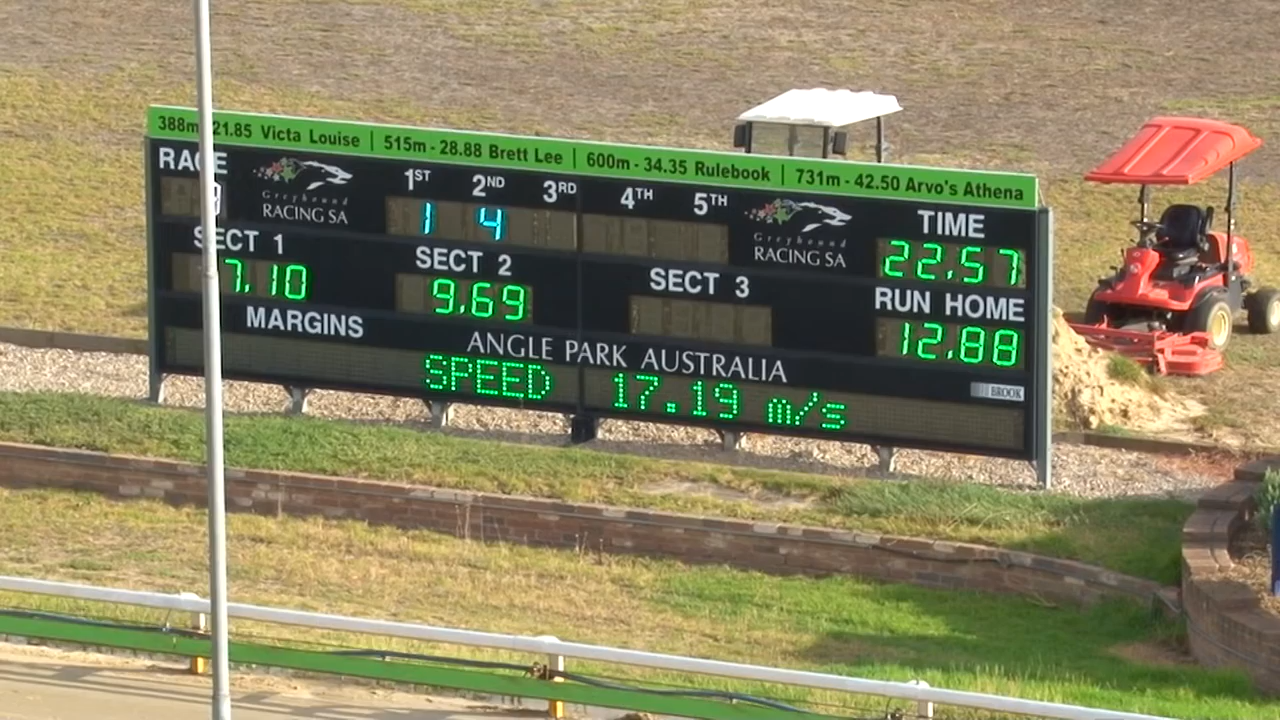 388m 21.85 Victa Louise | 515m - 28.88 Brett Lee | 600m - 34.35 Rulebook | 731m - 42.50 Arvo's Athena
RACE
Greyhound
RACING SA
1ST 2ND 3RD 4TH 5TH
1 4
Greyhound
RACING SA
TIME
22.57
SECT 1
7.10
SECT 2
9.69
SECT 3
RUN HOME
12.88
MARGINS
ANGLE PARK AUSTRALIA
BROOK
SPEED 17.19 m/s